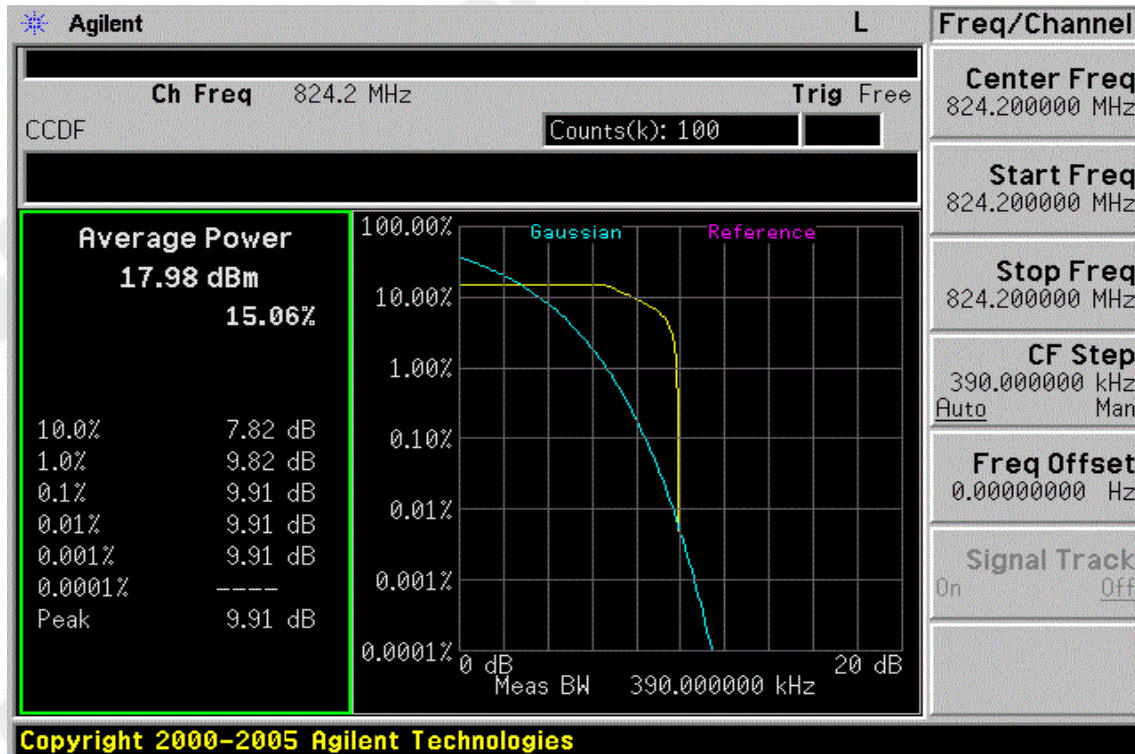 Agilent L
Freq/Channel
Ch Freq 824.2 MHz Trig Free
CCDF Counts(k): 100
Average Power
17.98 dBm
15.06%
10.0% 7.82 dB
1.0% 9.82 dB
0.1% 9.91 dB
0.01% 9.91 dB
0.001% 9.91 dB
0.0001% ----
Peak 9.91 dB
Gaussian Reference
100.00%
10.00%
1.00%
0.10%
0.01%
0.001%
0.0001%
0 dB 20 dB
Meas BW 390.000000 kHz
Center Freq
824.200000 MHz
Start Freq
824.200000 MHz
Stop Freq
824.200000 MHz
CF Step
390.000000 kHz
Auto Man
Freq Offset
0.00000000 Hz
Signal Track
On Off
Copyright 2000-2005 Agilent Technologies